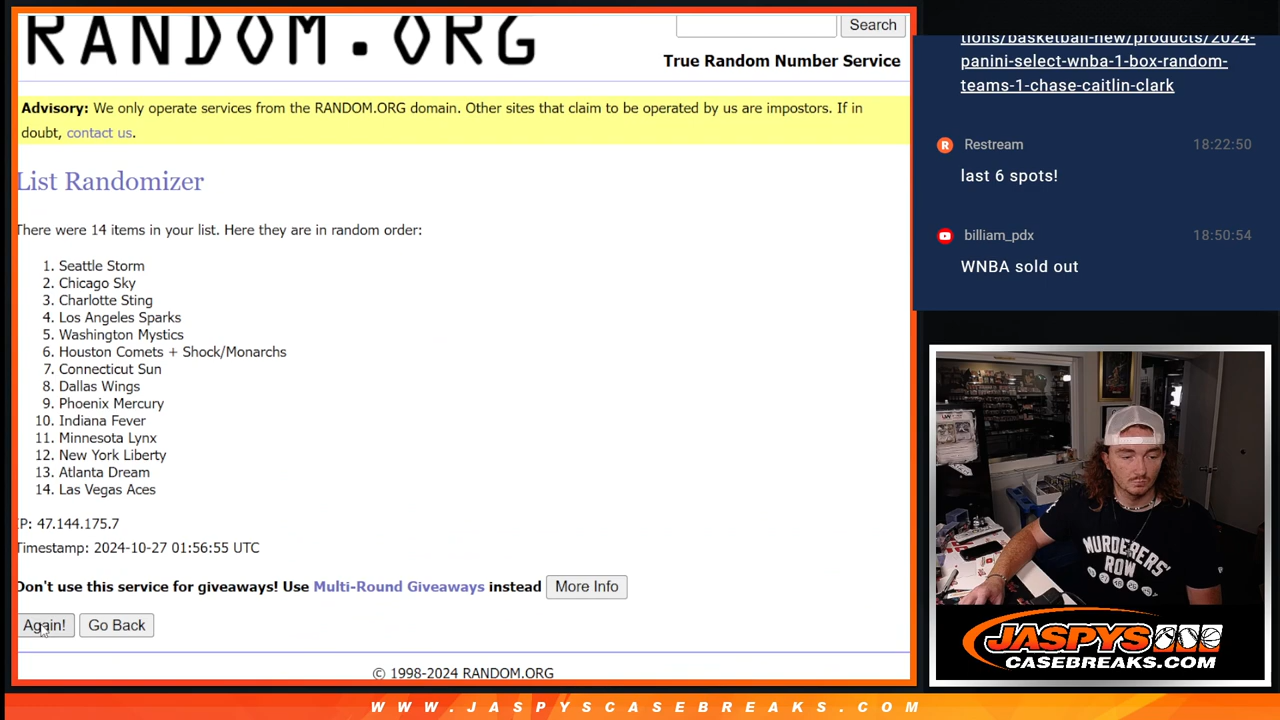 RANDOM.ORG
Search
True Random Number Service
Advisory: We only operate services from the RANDOM.ORG domain. Other sites that claim to be operated by us are impostors. If in
doubt, contact us.
List Randomizer
There were 14 items in your list. Here they are in random order:
1. Seattle Storm
2. Chicago Sky
3. Charlotte Sting
4. Los Angeles Sparks
5. Washington Mystics
6. Houston Comets + Shock/Monarchs
7. Connecticut Sun
8. Dallas Wings
9. Phoenix Mercury
10. Indiana Fever
11. Minnesota Lynx
12. New York Liberty
13. Atlanta Dream
14. Las Vegas Aces
IP: 47.144.175.7
Timestamp: 2024-10-27 01:56:55 UTC
Don't use this service for giveaways! Use Multi-Round Giveaways instead More Info
Again! Go Back
© 1998-2024 RANDOM.ORG
tions/basketball-new/products/2024-
panini-select-wnba-1-box-random-
teams-1-chase-caitlin-clark
Restream 18:22:50
last 6 spots!
billiam_pdx 18:50:54
WNBA sold out
MURDERERS'
ROW
JASPYS
CASEBREAKS.COM
WWW.JASPYSCASEBREAKS.COM